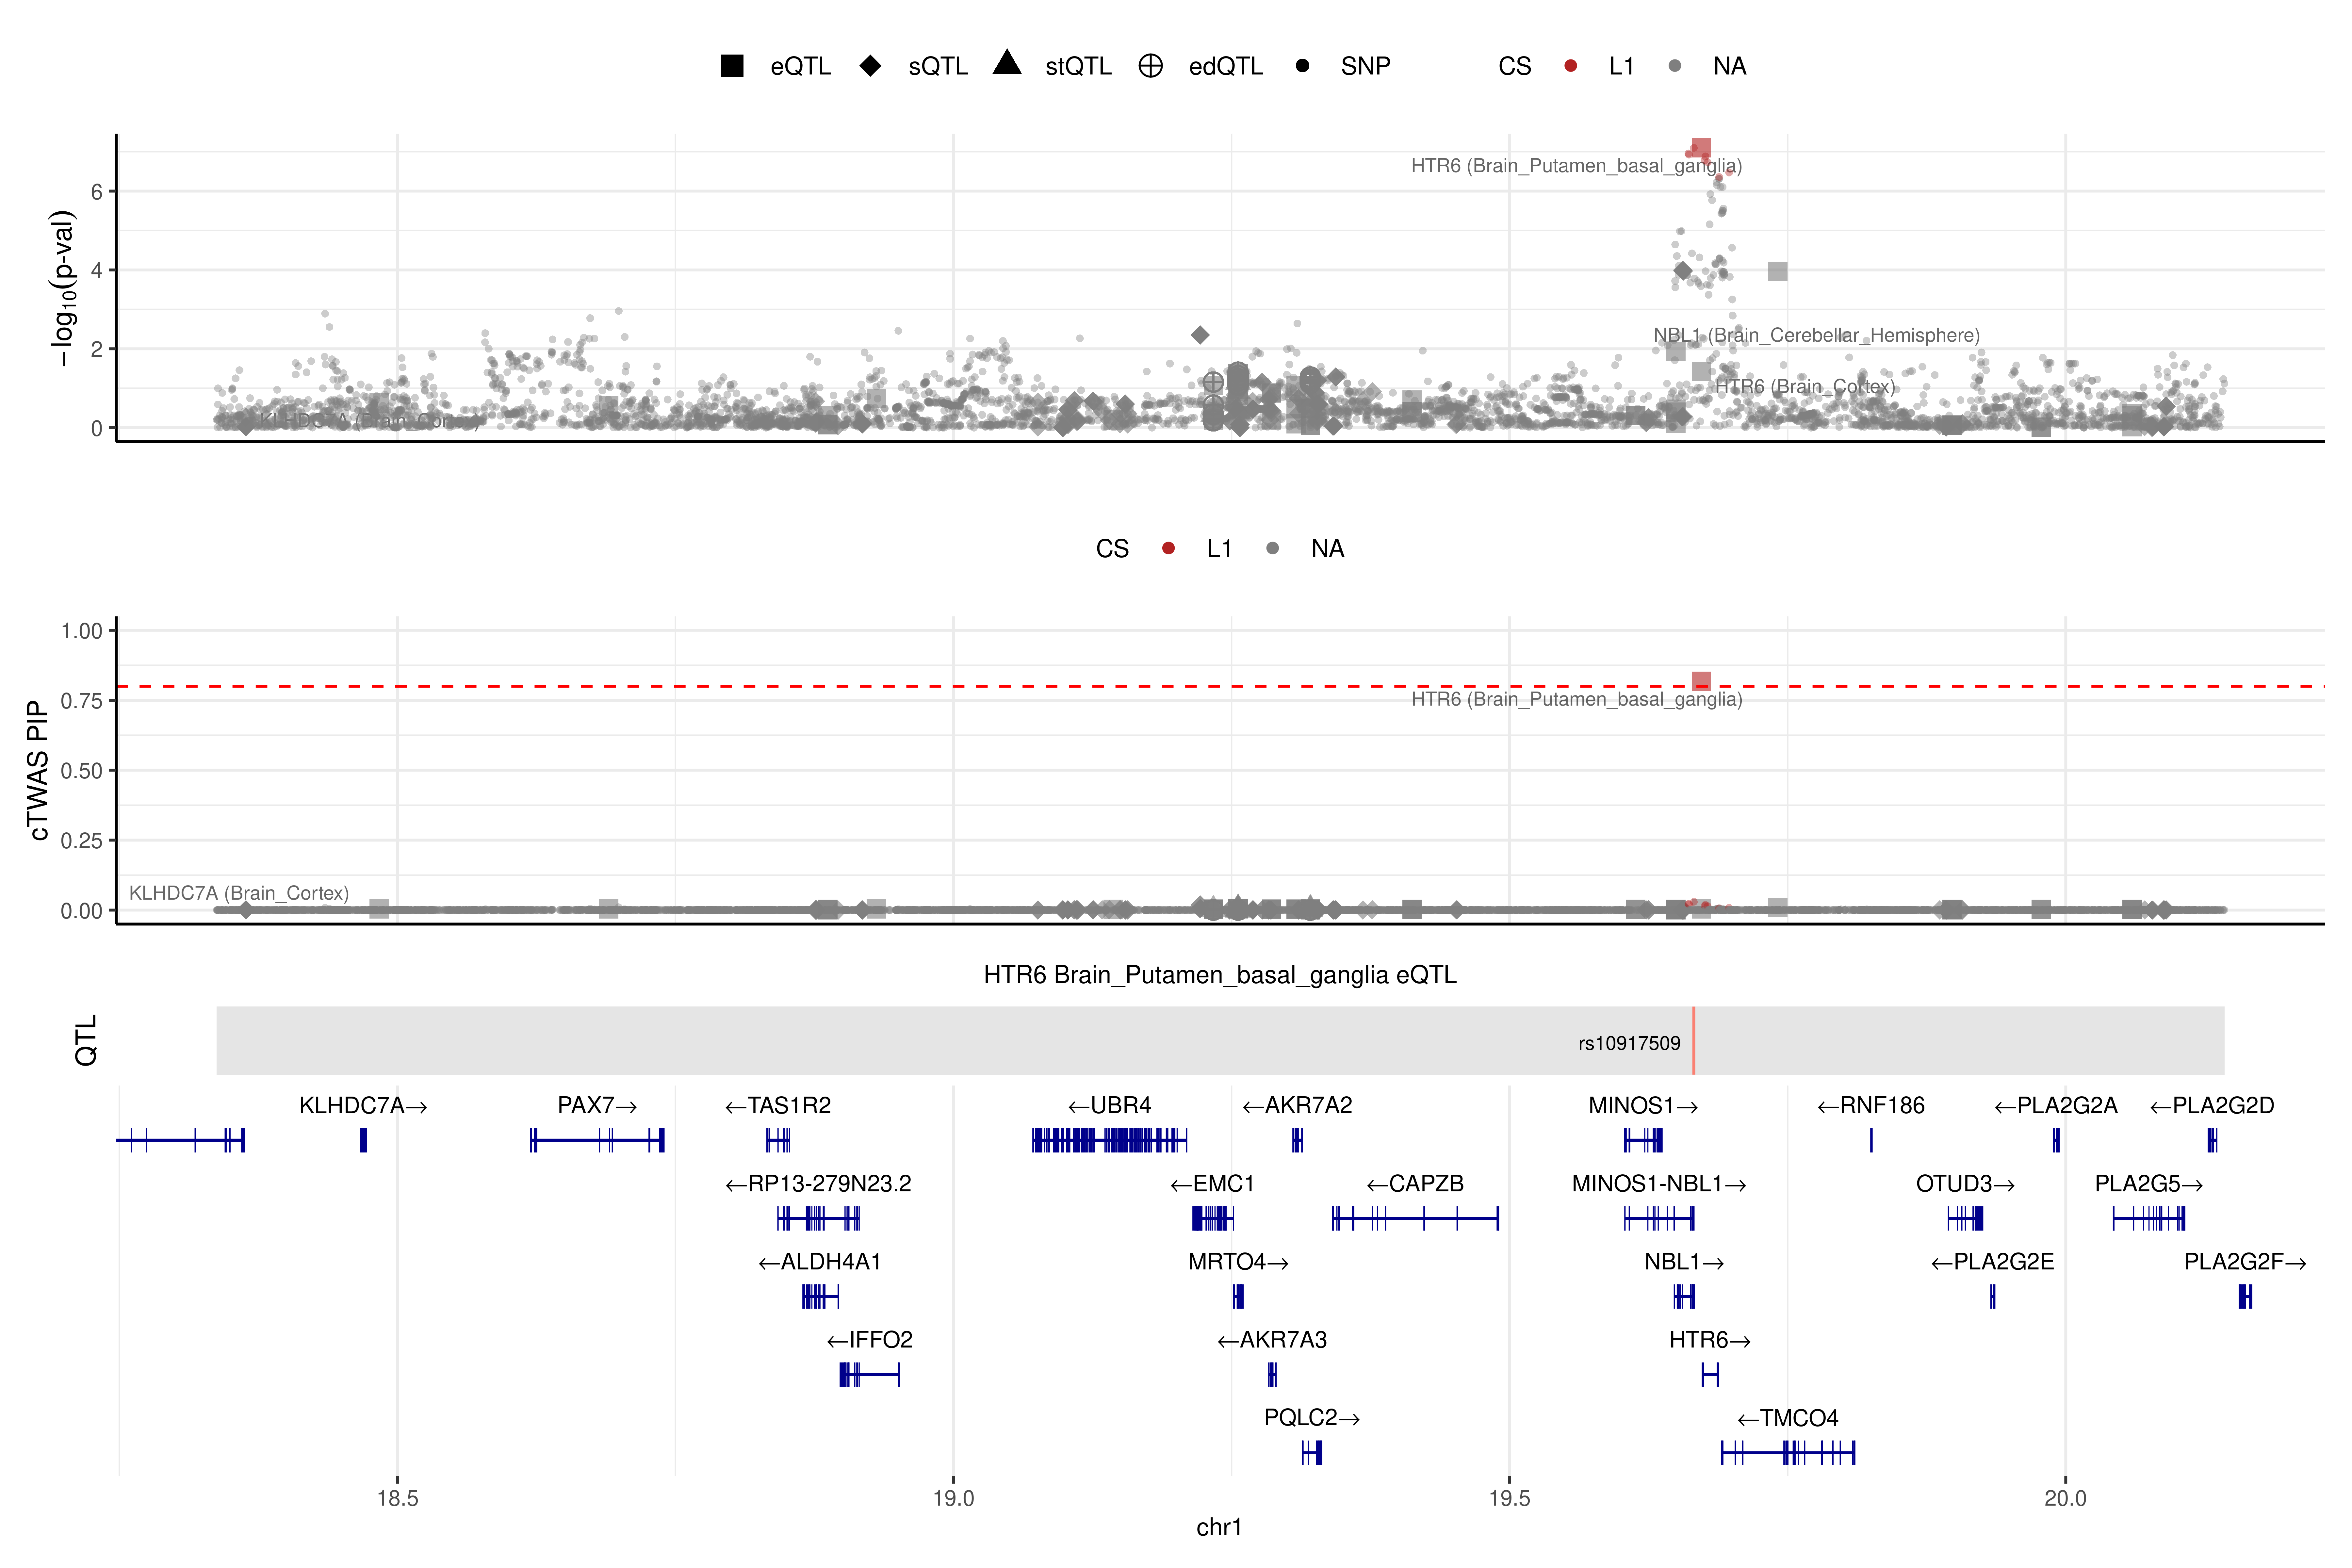 eQTL sQTL stQTL edQTL SNP CS L1 NA
HTR6 (Brain_Putamen_basal_ganglia)
NBL1 (Brain_Cerebellar_Hemisphere)
HTR6 (Brain_Cortex)
KLHDC7A (Brain_Cortex)
6
4
2
0
−log10(p-val)
CS L1 NA
1.00
0.75
0.50
0.25
0.00
cTWAS PIP
HTR6 (Brain_Putamen_basal_ganglia)
KLHDC7A (Brain_Cortex)
HTR6 Brain_Putamen_basal_ganglia eQTL
QTL
rs10917509
KLHDC7A→ PAX7→ ←TAS1R2 ←UBR4 ←AKR7A2 MINOS1→ ←RNF186 ←PLA2G2A ←PLA2G2D
←RP13-279N23.2 ←EMC1 ←CAPZB MINOS1-NBL1→ OTUD3→ PLA2G5→
←ALDH4A1 MRTO4→ NBL1→ ←PLA2G2E PLA2G2F→
←IFFO2 ←AKR7A3 HTR6→
PQLC2→ ←TMCO4
18.5 19.0 19.5 20.0
chr1